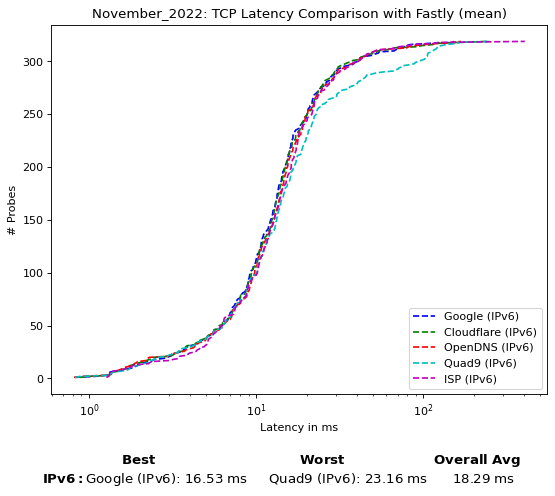 November_2022: TCP Latency Comparison with Fastly (mean)
# Probes
300
250
200
150
100
50
0
Google (IPv6)
Cloudflare (IPv6)
OpenDNS (IPv6)
Quad9 (IPv6)
ISP (IPv6)
10⁰ 10¹ 10²
Latency in ms
Best Worst Overall Avg
IPv6: Google (IPv6): 16.53 ms Quad9 (IPv6): 23.16 ms 18.29 ms